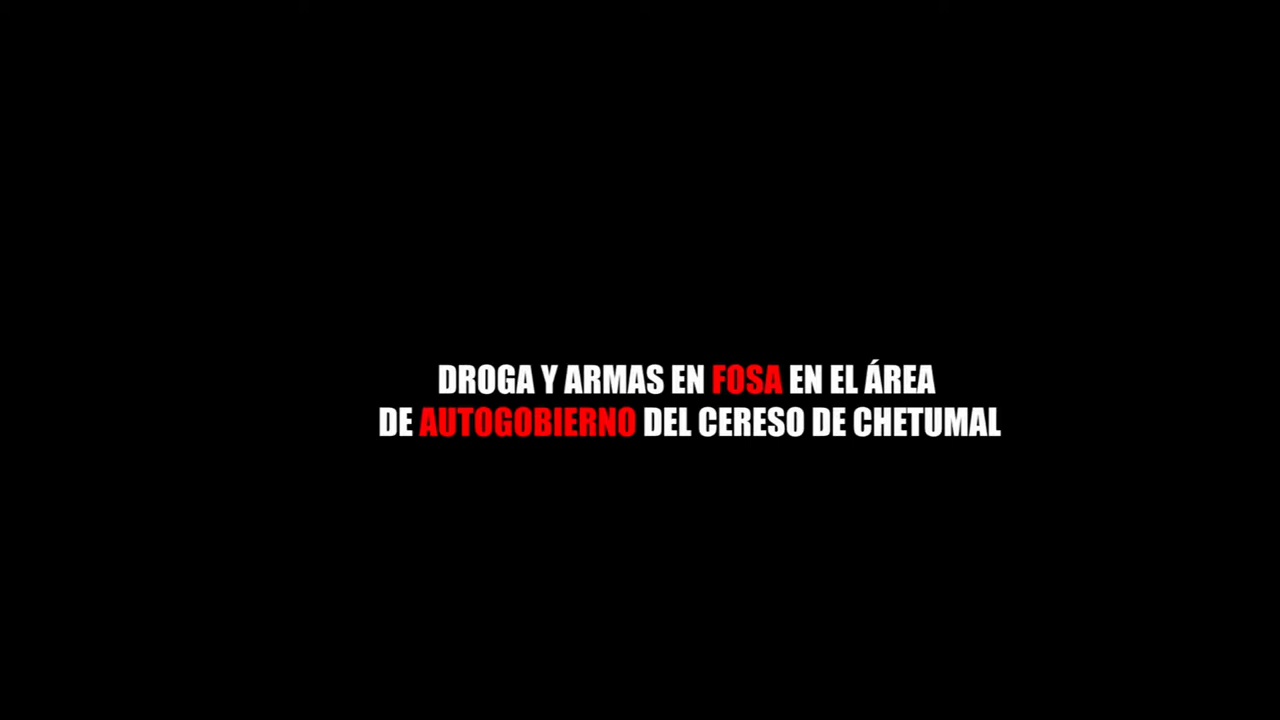 DROGA Y ARMAS EN FOSA EN EL ÁREA
DE AUTOGOBIERNO DEL CERESO DE CHETUMAL